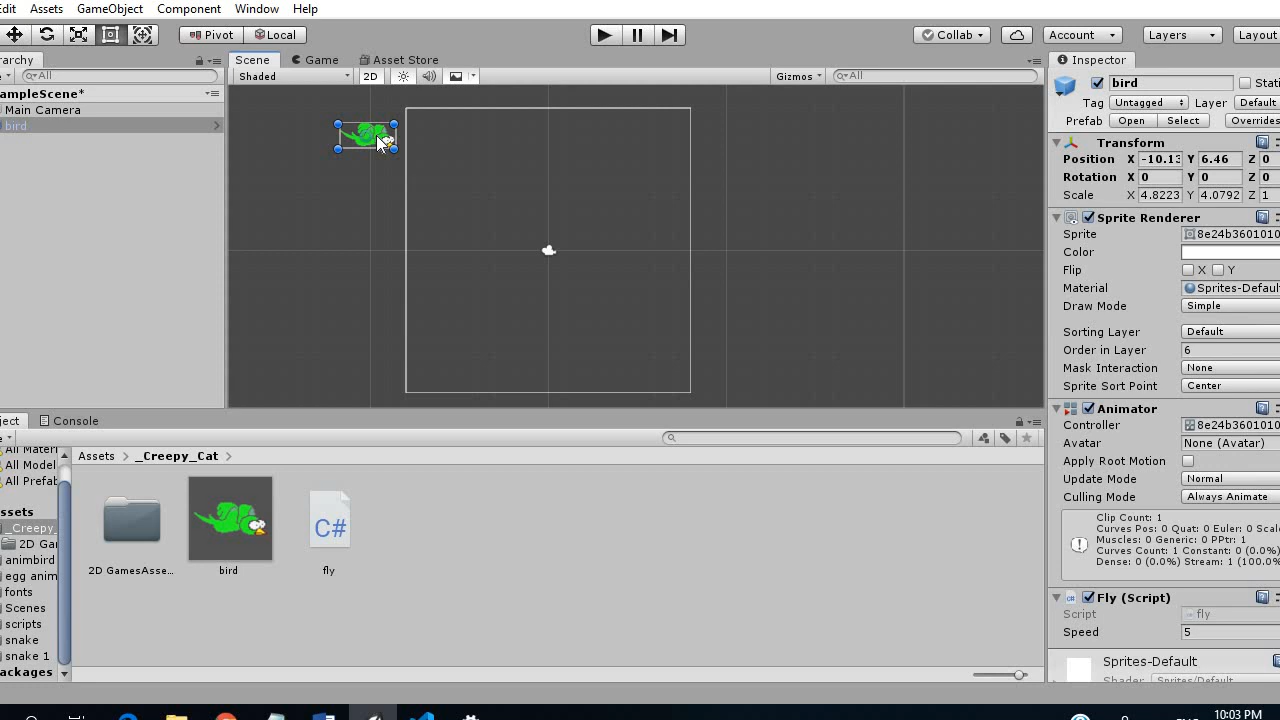 Edit Assets GameObject Component Window Help
Pivot Local Collab Account Layers Layout
erarchy Scene Game Asset Store Inspector
All Shaded 2D Gizmos All bird Stati
ampleScene*
Main Camera
bird
Tag Untagged Layer Default
Prefab Open Select Overrides
Transform
Position X -10.13 Y 6.46 Z 0
Rotation X 0 Y 0 Z 0
Scale X 4.8223 Y 4.0792 Z 1
Sprite Renderer
Sprite 8e24b3601010
Color
Flip X Y
Material Sprites-Defaul
Draw Mode Simple
Sorting Layer Default
Order in Layer 6
Mask Interaction None
Sprite Sort Point Center
Animator
Controller 8e24b3601010
Avatar None (Avatar)
Apply Root Motion
Update Mode Normal
Culling Mode Always Animate
Clip Count: 1
Curves Pos: 0 Quat: 0 Euler: 0 Scale
Muscles: 0 Generic: 0 PPtr: 1
Curves Count: 1 Constant: 0 (0.0%)
Dense: 0 (0.0%) Stream: 1 (100.0%
Fly (Script)
Script fly
Speed 5
Sprites-Default
Shader Sprites/Default
ject Console
Assets > _Creepy_Cat >
All Materi
All Model
All Prefab
ssets
_Creepy_
2D Gar
animbird
egg anim
fonts
Scenes
scripts
snake
snake 1
ackages
C#
2D GamesAsse... bird fly
10:03 PM